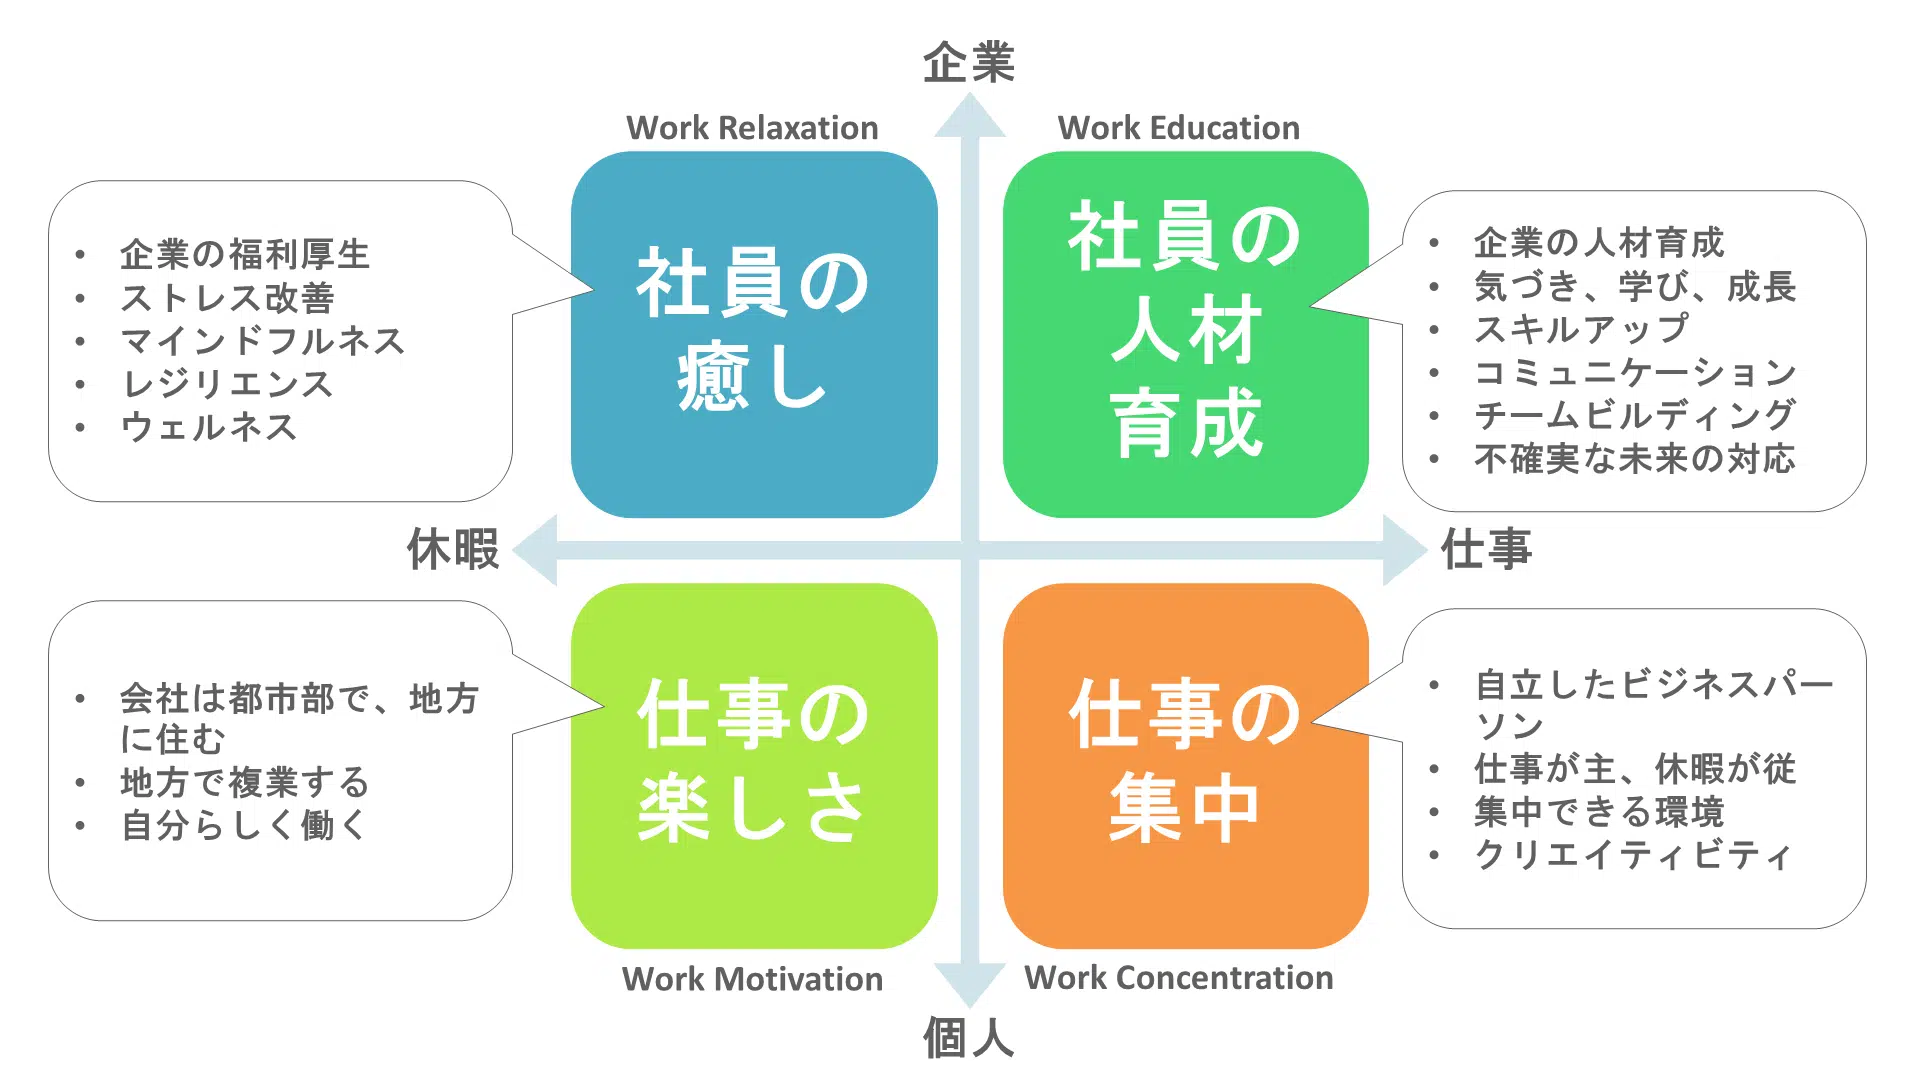 企業
Work Relaxation
Work Education
• 企業の福利厚生
• ストレス改善
• マインドフルネス
• レジリエンス
• ウェルネス
社員の
癒し
社員の
人材
育成
• 企業の人材育成
• 気づき、学び、成長
• スキルアップ
• コミュニケーション
• チームビルディング
• 不確実な未来の対応
休暇
仕事
• 会社は都市部で、地方
に住む
• 地方で複業する
• 自分らしく働く
仕事の
楽しさ
仕事の
集中
• 自立したビジネスパー
ソン
• 仕事が主、休暇が従
• 集中できる環境
• クリエイティビティ
Work Motivation
Work Concentration
個人